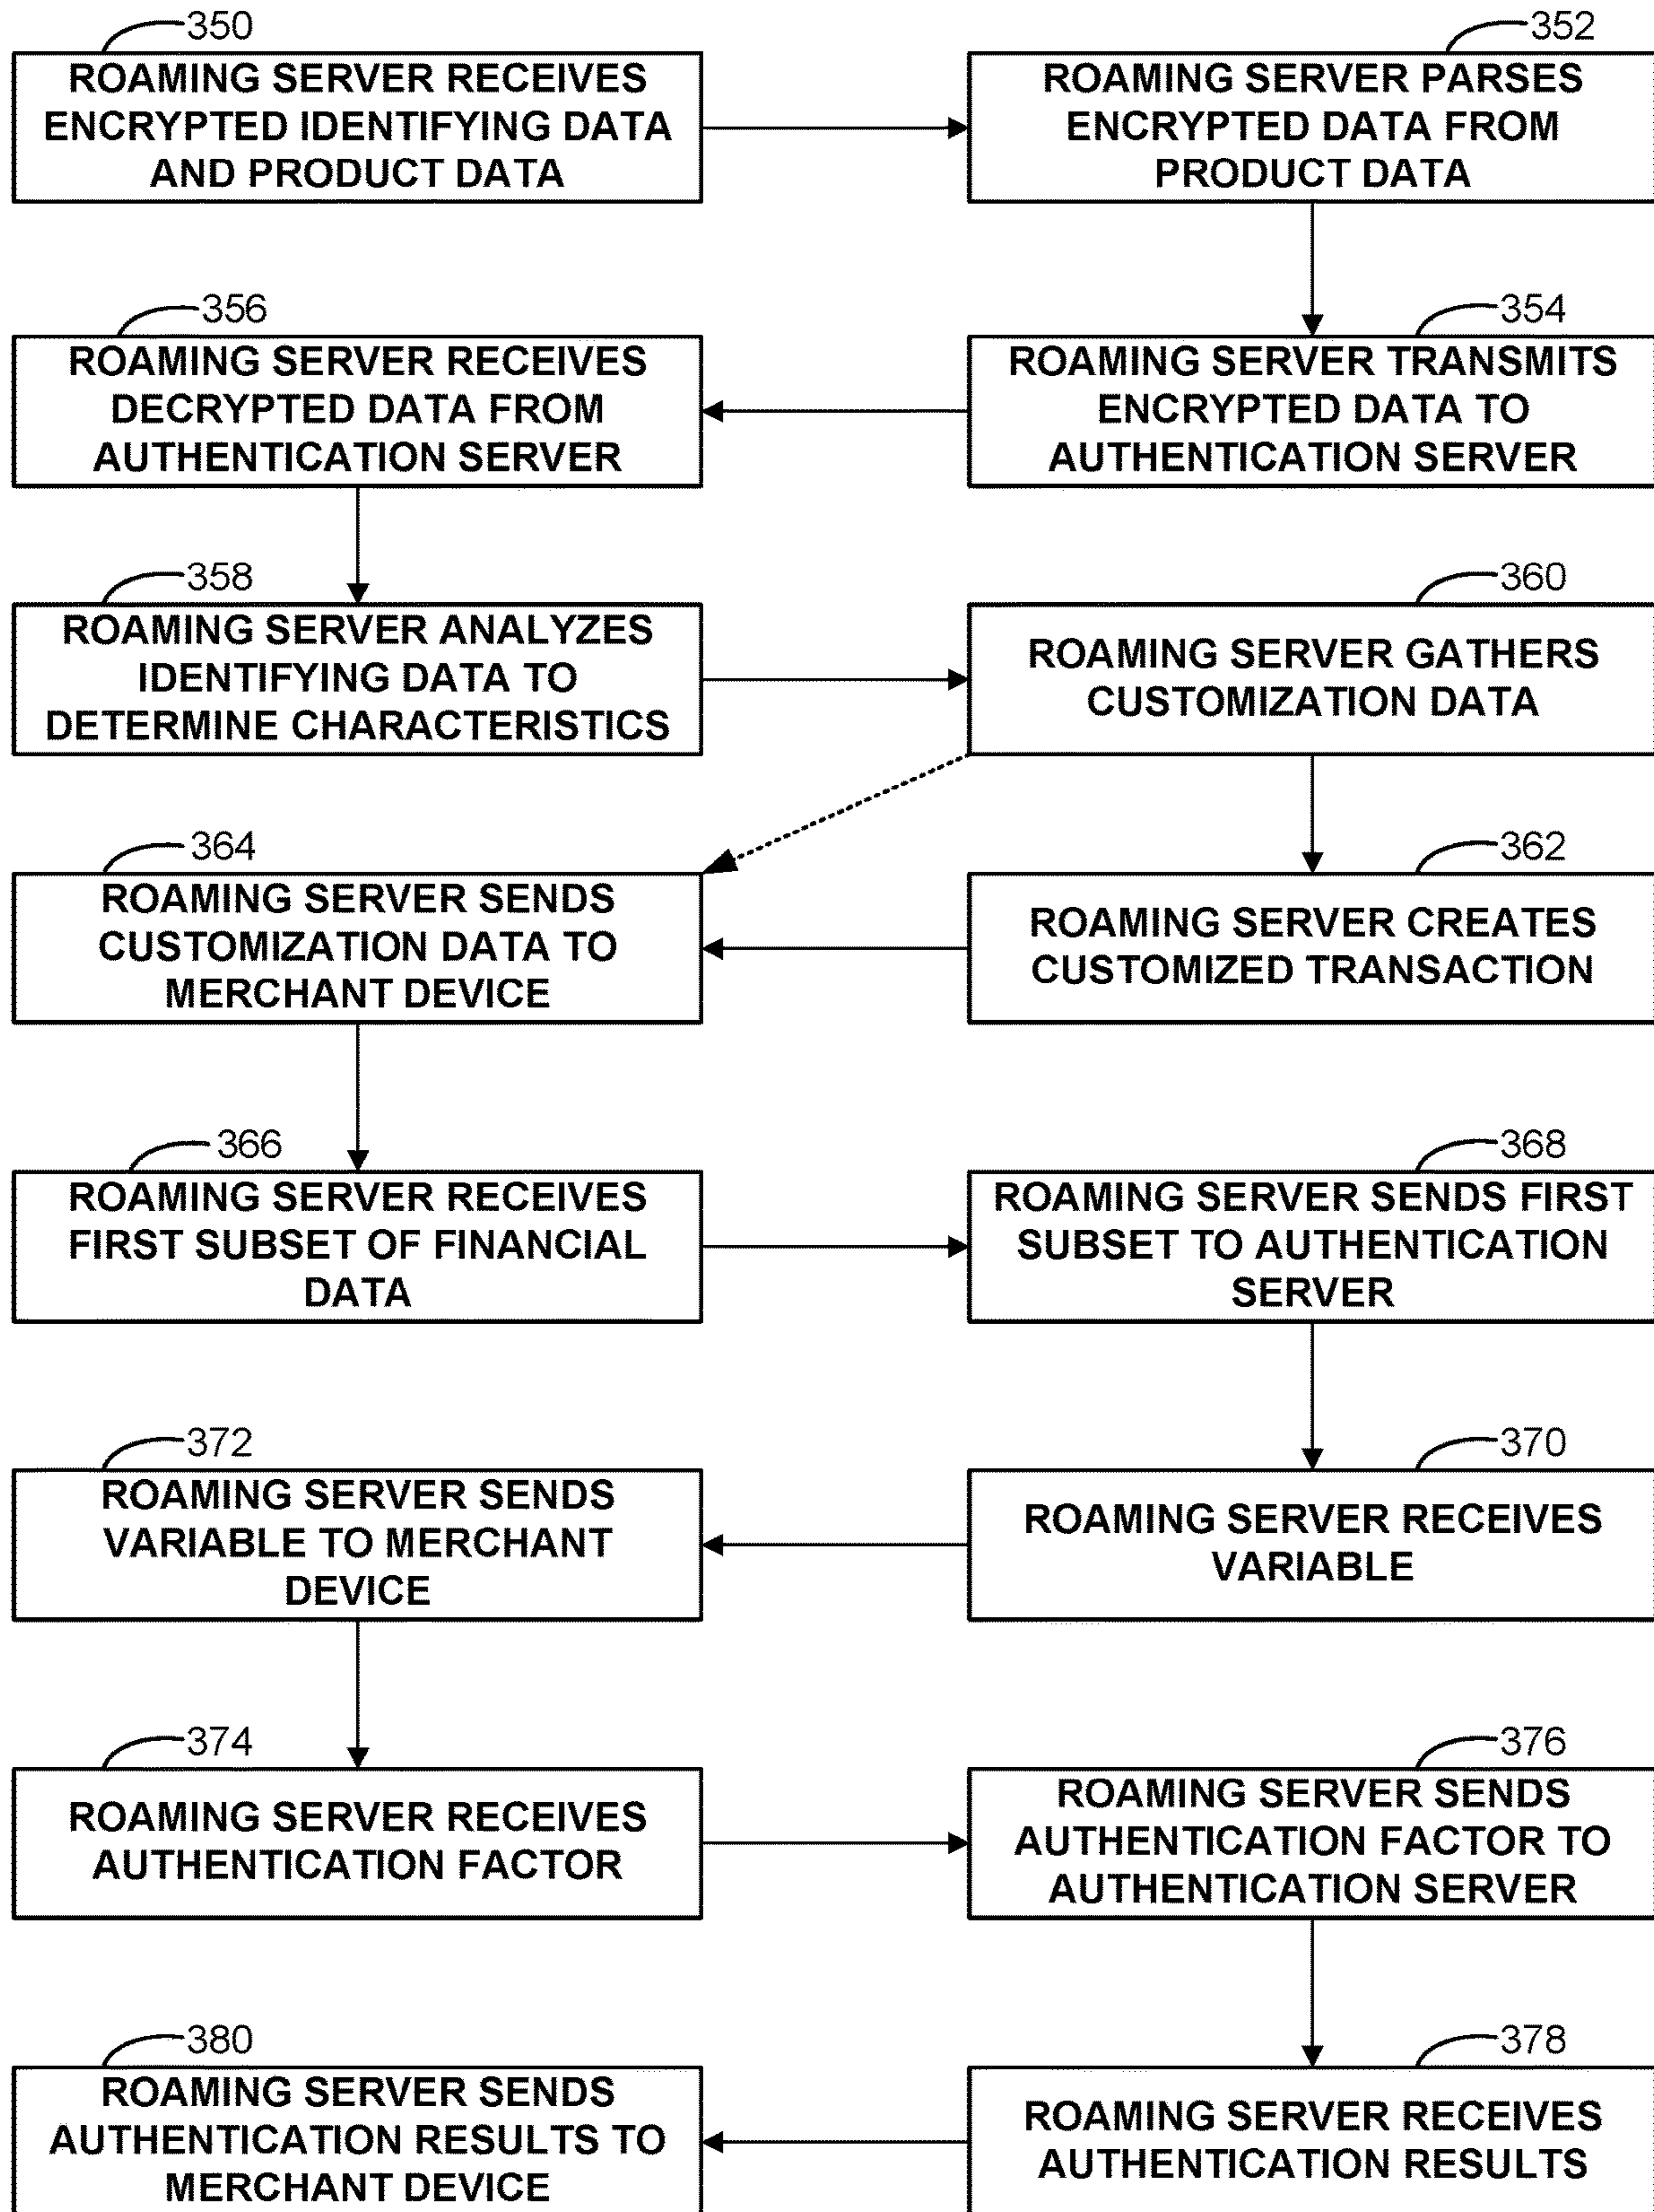 350
ROAMING SERVER RECEIVES
ENCRYPTED IDENTIFYING DATA
AND PRODUCT DATA
352
ROAMING SERVER PARSES
ENCRYPTED DATA FROM
PRODUCT DATA
354
ROAMING SERVER TRANSMITS
ENCRYPTED DATA TO
AUTHENTICATION SERVER
356
ROAMING SERVER RECEIVES
DECRYPTED DATA FROM
AUTHENTICATION SERVER
358
ROAMING SERVER ANALYZES
IDENTIFYING DATA TO
DETERMINE CHARACTERISTICS
360
ROAMING SERVER GATHERS
CUSTOMIZATION DATA
362
ROAMING SERVER CREATES
CUSTOMIZED TRANSACTION
364
ROAMING SERVER SENDS
CUSTOMIZATION DATA TO
MERCHANT DEVICE
366
ROAMING SERVER RECEIVES
FIRST SUBSET OF FINANCIAL
DATA
368
ROAMING SERVER SENDS FIRST
SUBSET TO AUTHENTICATION
SERVER
370
ROAMING SERVER RECEIVES
VARIABLE
372
ROAMING SERVER SENDS
VARIABLE TO MERCHANT
DEVICE
374
ROAMING SERVER RECEIVES
AUTHENTICATION FACTOR
376
ROAMING SERVER SENDS
AUTHENTICATION FACTOR TO
AUTHENTICATION SERVER
378
ROAMING SERVER RECEIVES
AUTHENTICATION RESULTS
380
ROAMING SERVER SENDS
AUTHENTICATION RESULTS TO
MERCHANT DEVICE